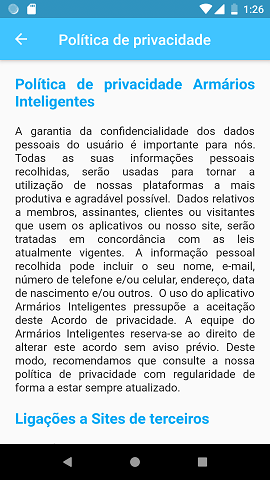 1:26
Política de privacidade
Política de privacidade Armários
Inteligentes
A garantia da confidencialidade dos dados
pessoais do usuário é importante para nós.
Todas as suas informações pessoais
recolhidas, serão usadas para tornar a
utilização de nossas plataformas a mais
produtiva e agradável possível. Dados relativos
a membros, assinantes, clientes ou visitantes
que usem os aplicativos ou nosso site, serão
tratadas em concordância com as leis
atualmente vigentes. A informação pessoal
recolhida pode incluir o seu nome, e-mail,
número de telefone e/ou celular, endereço, data
de nascimento e/ou outros. O uso do aplicativo
Armários Inteligentes pressupõe a aceitação
deste Acordo de privacidade. A equipe do
Armários Inteligentes reserva-se ao direito de
alterar este acordo sem aviso prévio. Deste
modo, recomendamos que consulte a nossa
política de privacidade com regularidade de
forma a estar sempre atualizado.
Ligações a Sites de terceiros